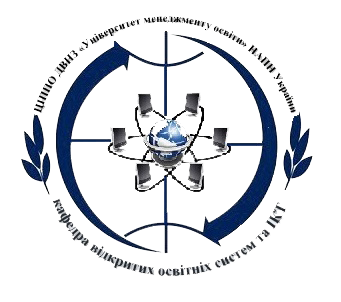 ЦІППО ДВНЗ «Університет менеджменту освіти» НАПН України
кафедра відкритих освітніх систем та ІКТ